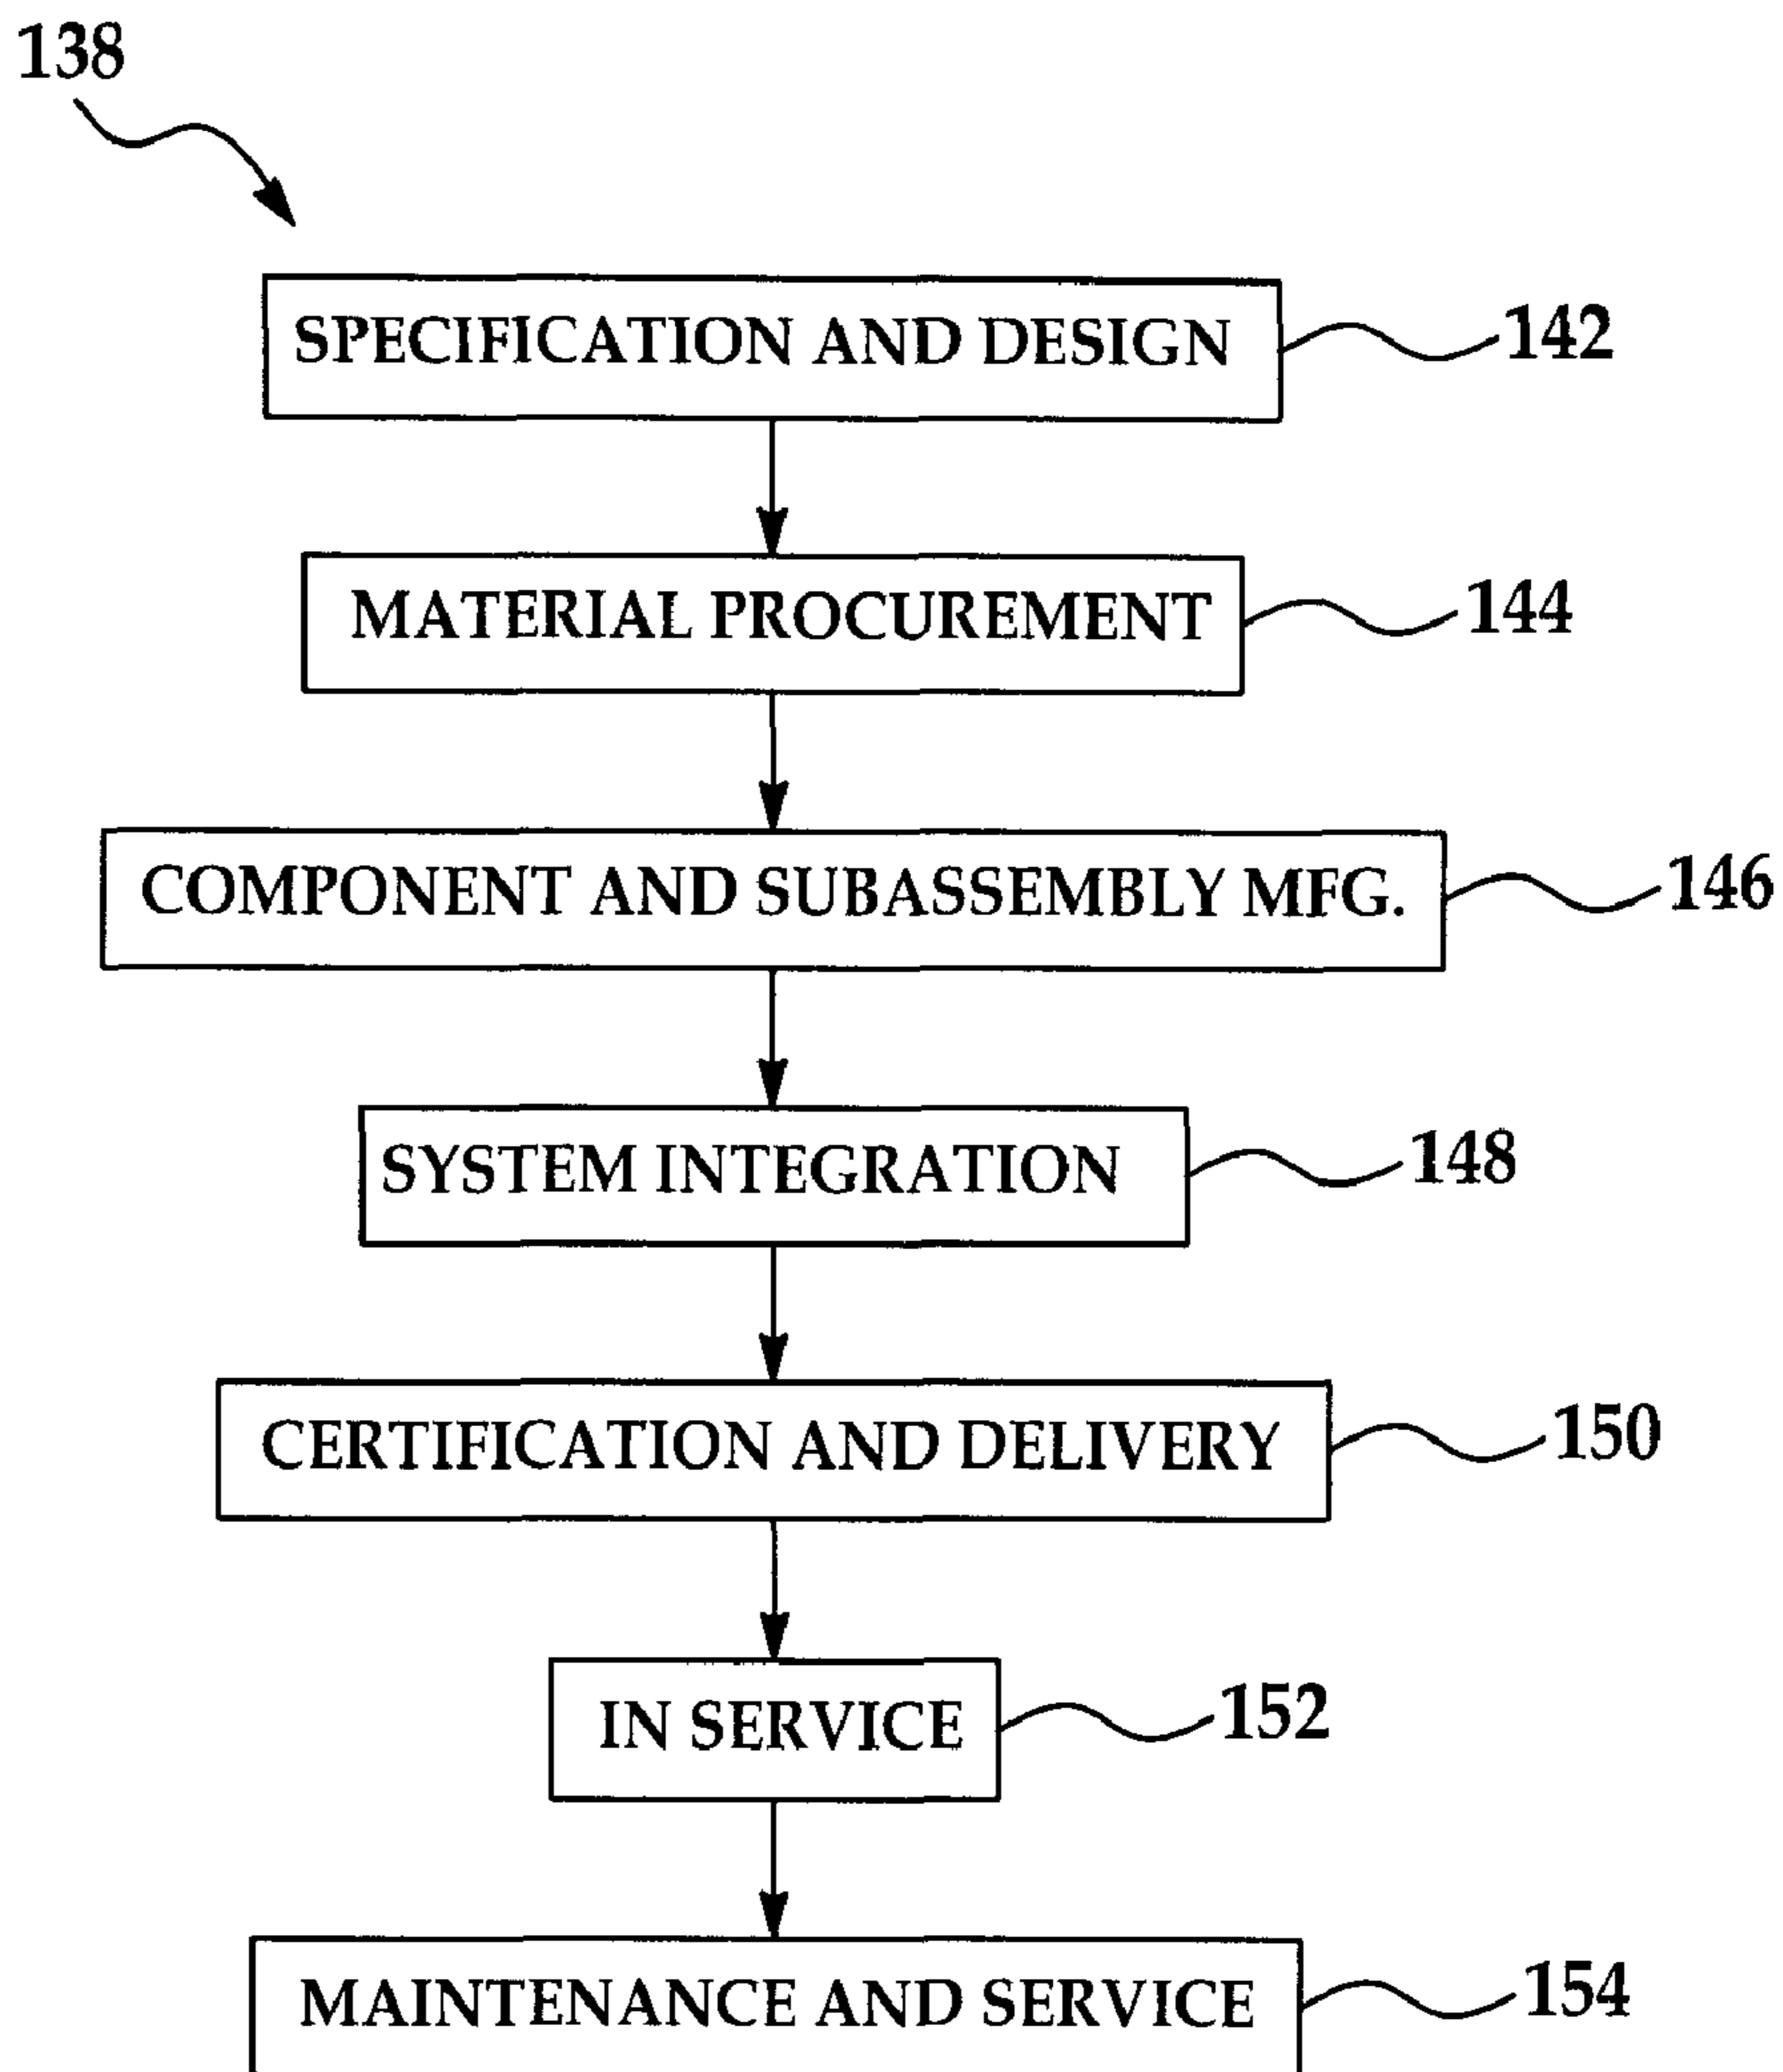 138
SPECIFICATION AND DESIGN 142
MATERIAL PROCUREMENT 144
COMPONENT AND SUBASSEMBLY MFG. 146
SYSTEM INTEGRATION 148
CERTIFICATION AND DELIVERY 150
IN SERVICE 152
MAINTENANCE AND SERVICE 154